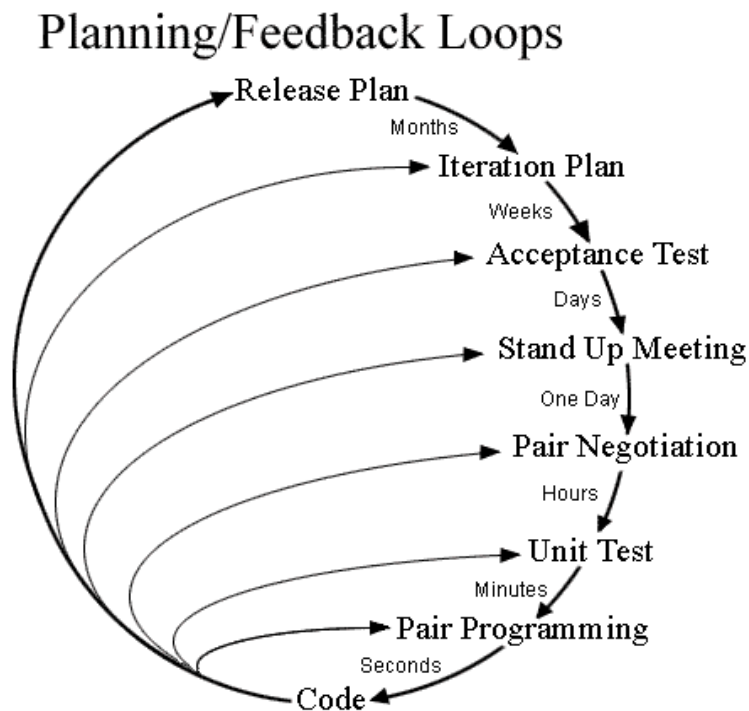 Planning/Feedback Loops
Release Plan
Months
Iteration Plan
Weeks
Acceptance Test
Days
Stand Up Meeting
One Day
Pair Negotiation
Hours
Unit Test
Minutes
Pair Programming
Seconds
Code